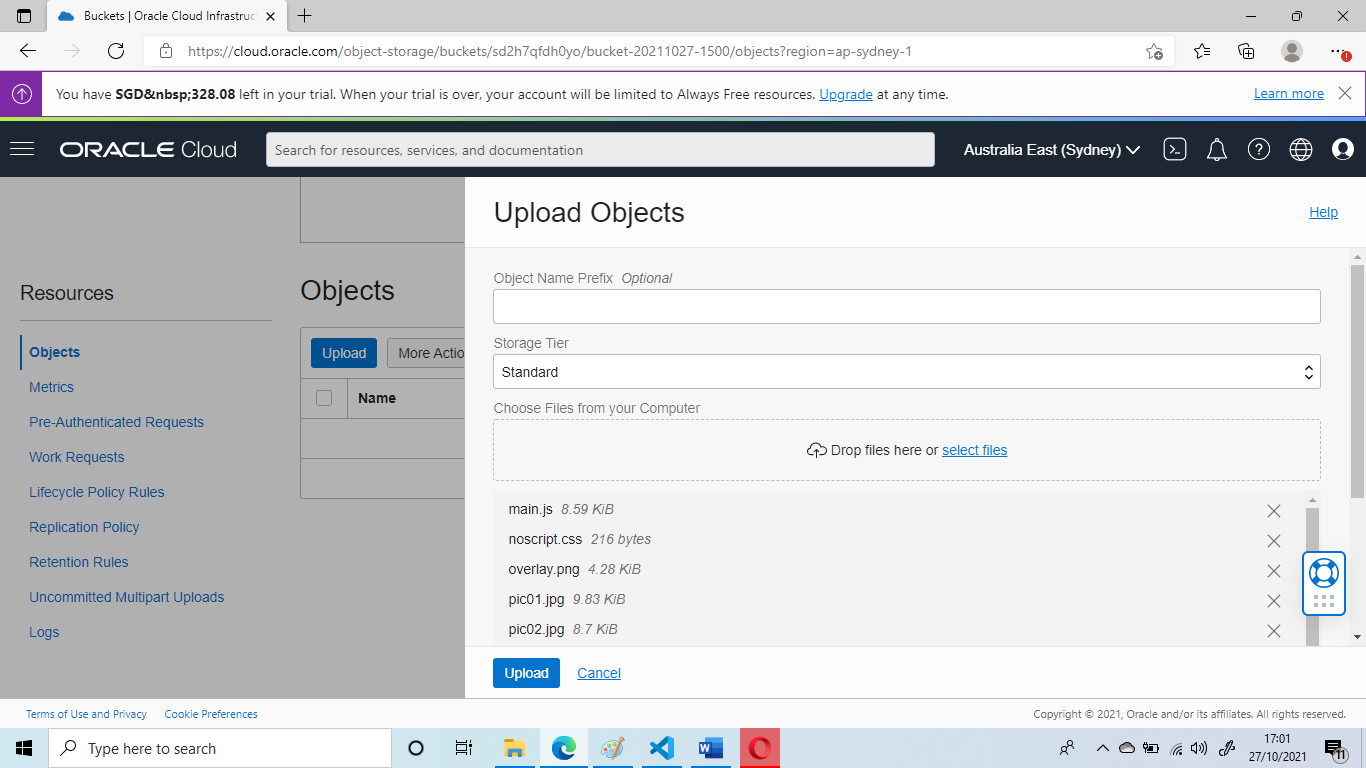 Buckets | Oracle Cloud Infrastruc
https://cloud.oracle.com/object-storage/buckets/sd2h7qfdh0yo/bucket-20211027-1500/objects?region=ap-sydney-1
You have SGD&nbsp;328.08 left in your trial. When your trial is over, your account will be limited to Always Free resources. Upgrade at any time.
Learn more
ORACLE Cloud
Search for resources, services, and documentation
Australia East (Sydney)
Upload Objects
Help
Object Name Prefix Optional
Resources
Objects
Storage Tier
Standard
Objects
Upload
More Actio
Metrics
Name
Choose Files from your Computer
Pre-Authenticated Requests
Drop files here or select files
Work Requests
Lifecycle Policy Rules
main.js 8.59 KiB
Replication Policy
noscript.css 216 bytes
Retention Rules
overlay.png 4.28 KiB
Uncommitted Multipart Uploads
pic01.jpg 9.83 KiB
Logs
pic02.jpg 8.7 KiB
Upload
Cancel
Terms of Use and Privacy
Cookie Preferences
Copyright © 2021, Oracle and/or its affiliates. All rights reserved.
Type here to search
17:01
27/10/2021
11